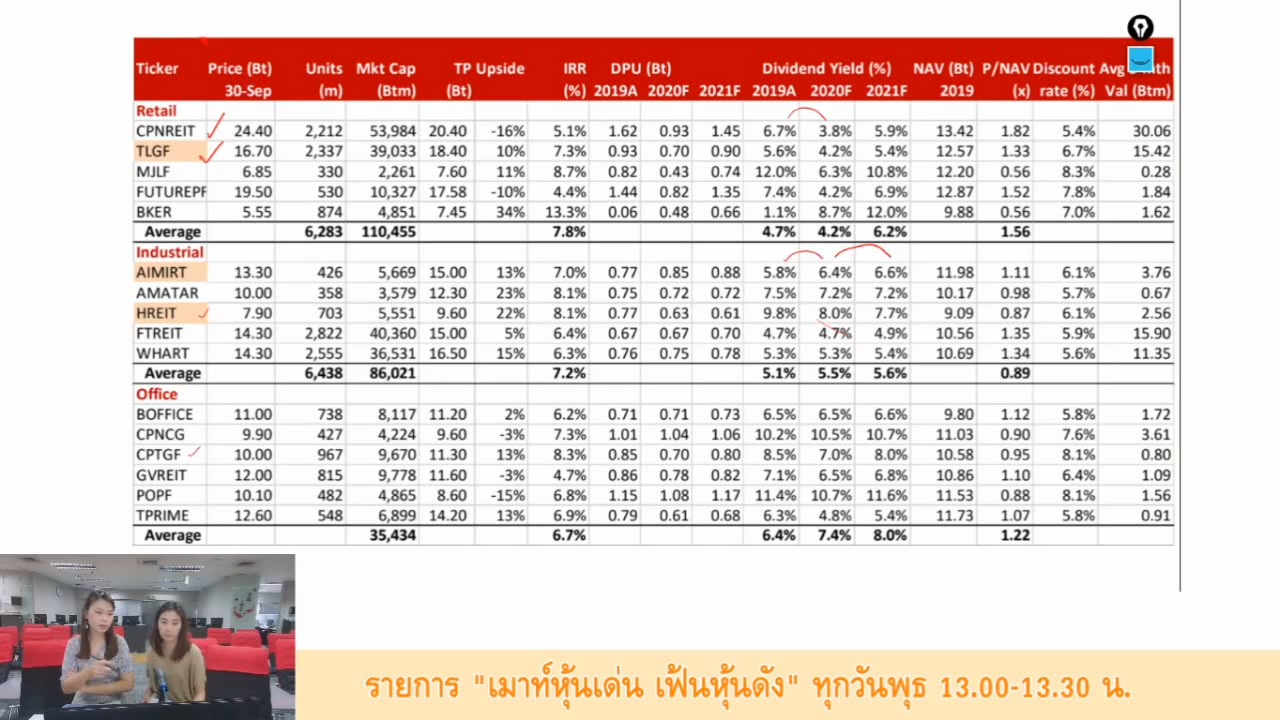 Ticker Price (Bt) Units Mkt Cap TP Upside IRR DPU (Bt) Dividend Yield (%) NAV (Bt) P/NAV Discount Avg
30-Sep (m) (Btm) (Bt) (%) 2019A 2020F 2021F 2019A 2020F 2021F 2019 (x) rate (%) Val (Btm)
Retail
CPNREIT 24.40 2,212 53,984 20.40 -16% 5.1% 1.62 0.93 1.45 6.7% 3.8% 5.9% 13.42 1.82 5.4% 30.06
TLGF 16.70 2,337 39,033 18.40 10% 7.3% 0.93 0.70 0.90 5.6% 4.2% 5.4% 12.57 1.33 6.7% 15.42
MJLF 6.85 330 2,261 7.60 11% 8.7% 0.82 0.43 0.74 12.0% 6.3% 10.8% 12.20 0.56 8.3% 0.28
FUTUREPF 19.50 530 10,327 17.58 -10% 4.4% 1.44 0.82 1.35 7.4% 4.2% 6.9% 12.87 1.52 7.8% 1.84
BKER 5.55 874 4,851 7.45 34% 13.3% 0.06 0.48 0.66 1.1% 8.7% 12.0% 9.88 0.56 7.0% 1.62
Average 6,283 110,455 7.8% 4.7% 4.2% 6.2% 1.56
Industrial
AIMIRT 13.30 426 5,669 15.00 13% 7.0% 0.77 0.85 0.88 5.8% 6.4% 6.6% 11.98 1.11 6.1% 3.76
AMATAR 10.00 358 3,579 12.30 23% 8.1% 0.75 0.72 0.72 7.5% 7.2% 7.2% 10.17 0.98 5.7% 0.67
HREIT 7.90 703 5,551 9.60 22% 8.1% 0.77 0.63 0.61 9.8% 8.0% 7.7% 9.09 0.87 6.1% 2.56
FTREIT 14.30 2,822 40,360 15.00 5% 6.4% 0.67 0.67 0.70 4.7% 4.7% 4.9% 10.56 1.35 5.9% 15.90
WHART 14.30 2,555 36,531 16.50 15% 6.3% 0.76 0.75 0.78 5.3% 5.3% 5.4% 10.69 1.34 5.6% 11.35
Average 6,438 86,021 7.2% 5.1% 5.5% 5.6% 0.89
Office
BOFFICE 11.00 738 8,117 11.20 2% 6.2% 0.71 0.71 0.73 6.5% 6.5% 6.6% 9.80 1.12 5.8% 1.72
CPNCG 9.90 427 4,224 9.60 -3% 7.3% 1.01 1.04 1.06 10.2% 10.5% 10.7% 11.03 0.90 7.6% 3.61
CPTGF 10.00 967 9,670 11.30 13% 8.3% 0.85 0.70 0.80 8.5% 7.0% 8.0% 10.58 0.95 8.1% 0.80
GVREIT 12.00 815 9,778 11.60 -3% 4.7% 0.86 0.78 0.82 7.1% 6.5% 6.8% 10.86 1.10 6.4% 1.09
POPF 10.10 482 4,865 8.60 -15% 6.8% 1.15 1.08 1.17 11.4% 10.7% 11.6% 11.53 0.88 8.1% 1.56
TPRIME 12.60 548 6,899 14.20 13% 6.9% 0.79 0.61 0.68 6.3% 4.8% 5.4% 11.73 1.07 5.8% 0.91
Average 35,434 6.7% 6.4% 7.4% 8.0% 1.22
รายการ "เมาท์หุ้นเด่น เฟ้นหุ้นดัง" ทุกวันพุธ 13.00-13.30 น.